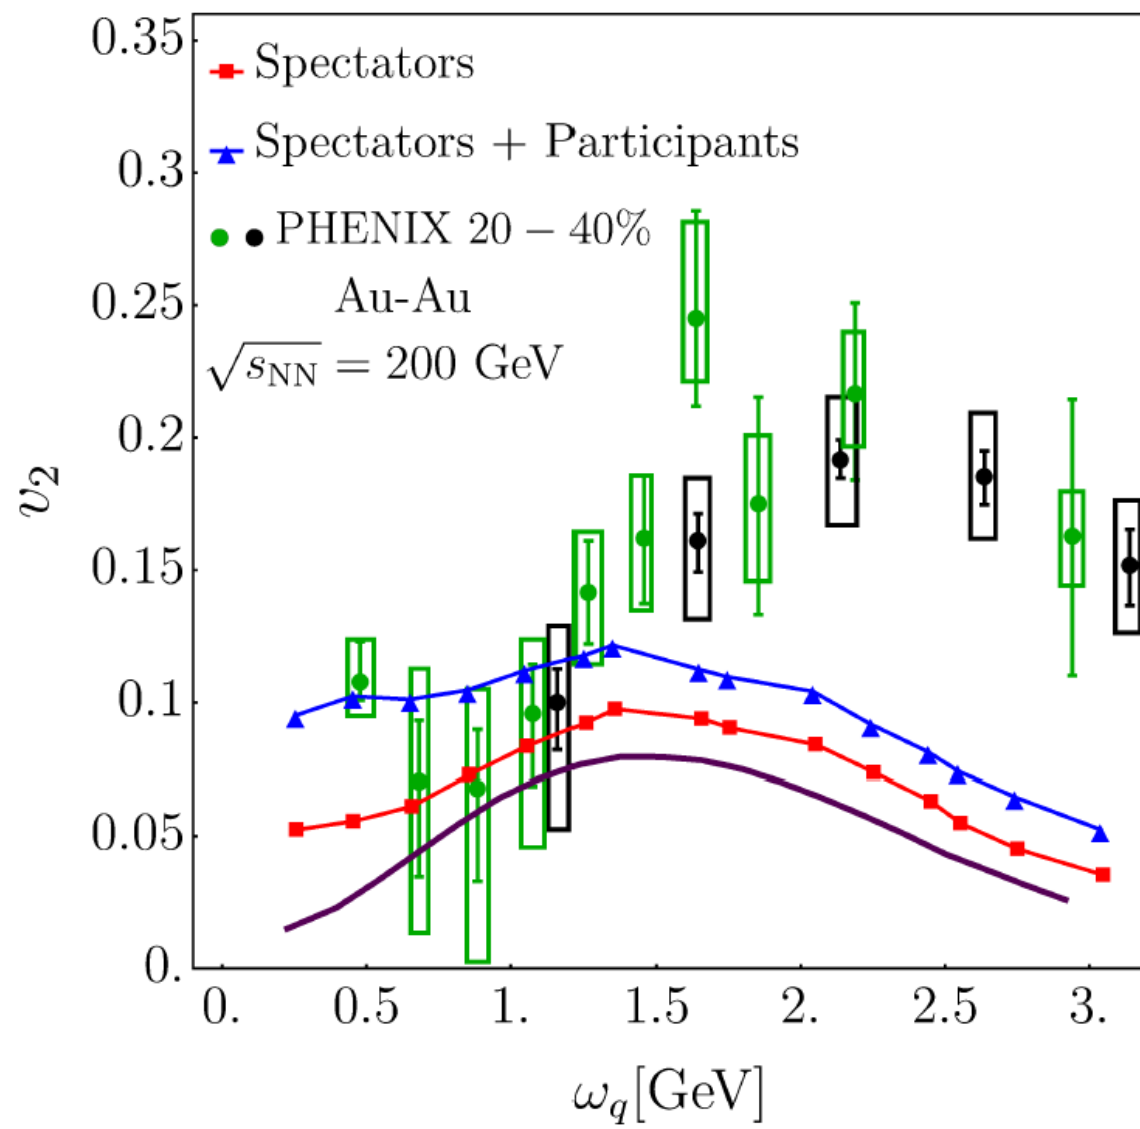 0.35
0.3
0.25
0.2
0.15
0.1
0.05
0.
v₂
Spectators
Spectators + Participants
PHENIX 20 – 40%
Au-Au
√sNN = 200 GeV
0. 0.5 1. 1.5 2. 2.5 3.
ωq[GeV]